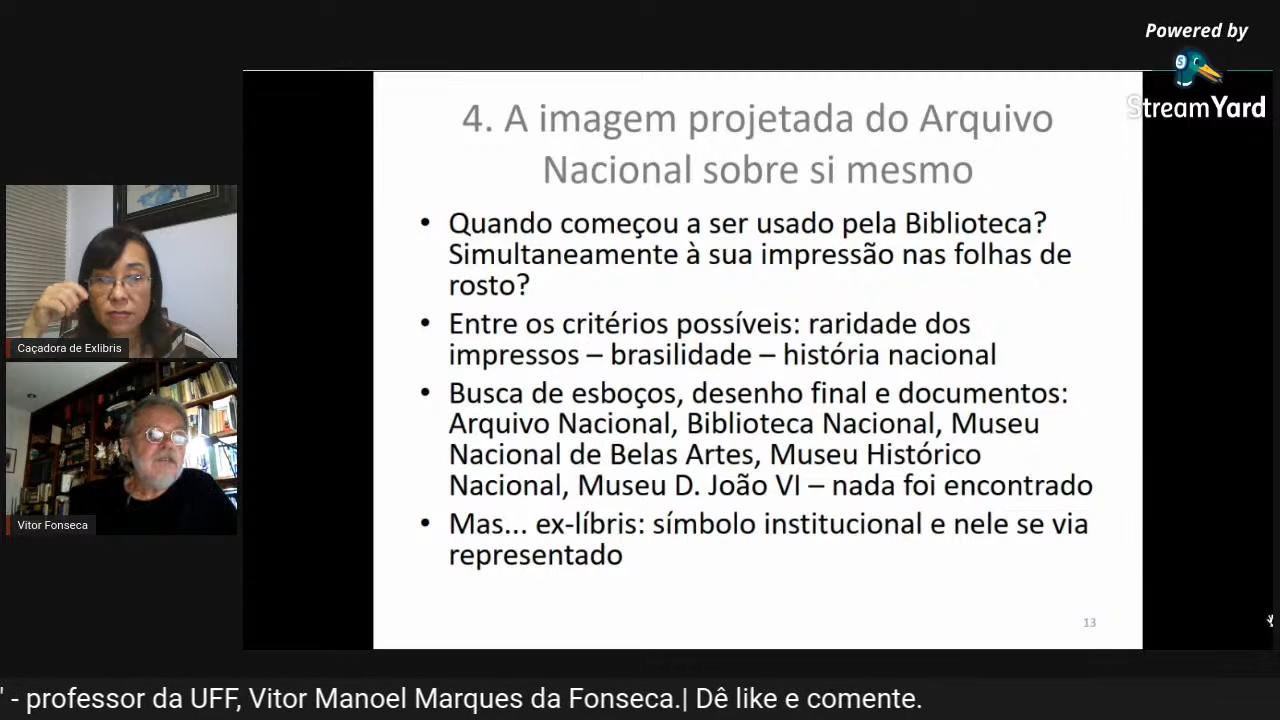 Powered by
StreamYard
4. A imagem projetada do Arquivo
Nacional sobre si mesmo
• Quando começou a ser usado pela Biblioteca?
Simultaneamente à sua impressão nas folhas de
rosto?
• Entre os critérios possíveis: raridade dos
impressos – brasilidade – história nacional
• Busca de esboços, desenho final e documentos:
Arquivo Nacional, Biblioteca Nacional, Museu
Nacional de Belas Artes, Museu Histórico
Nacional, Museu D. João VI – nada foi encontrado
• Mas... ex-líbris: símbolo institucional e nele se via
representado
13
Caçadora de Exlibris
Vitor Fonseca
" - professor da UFF, Vitor Manoel Marques da Fonseca.| Dê like e comente.